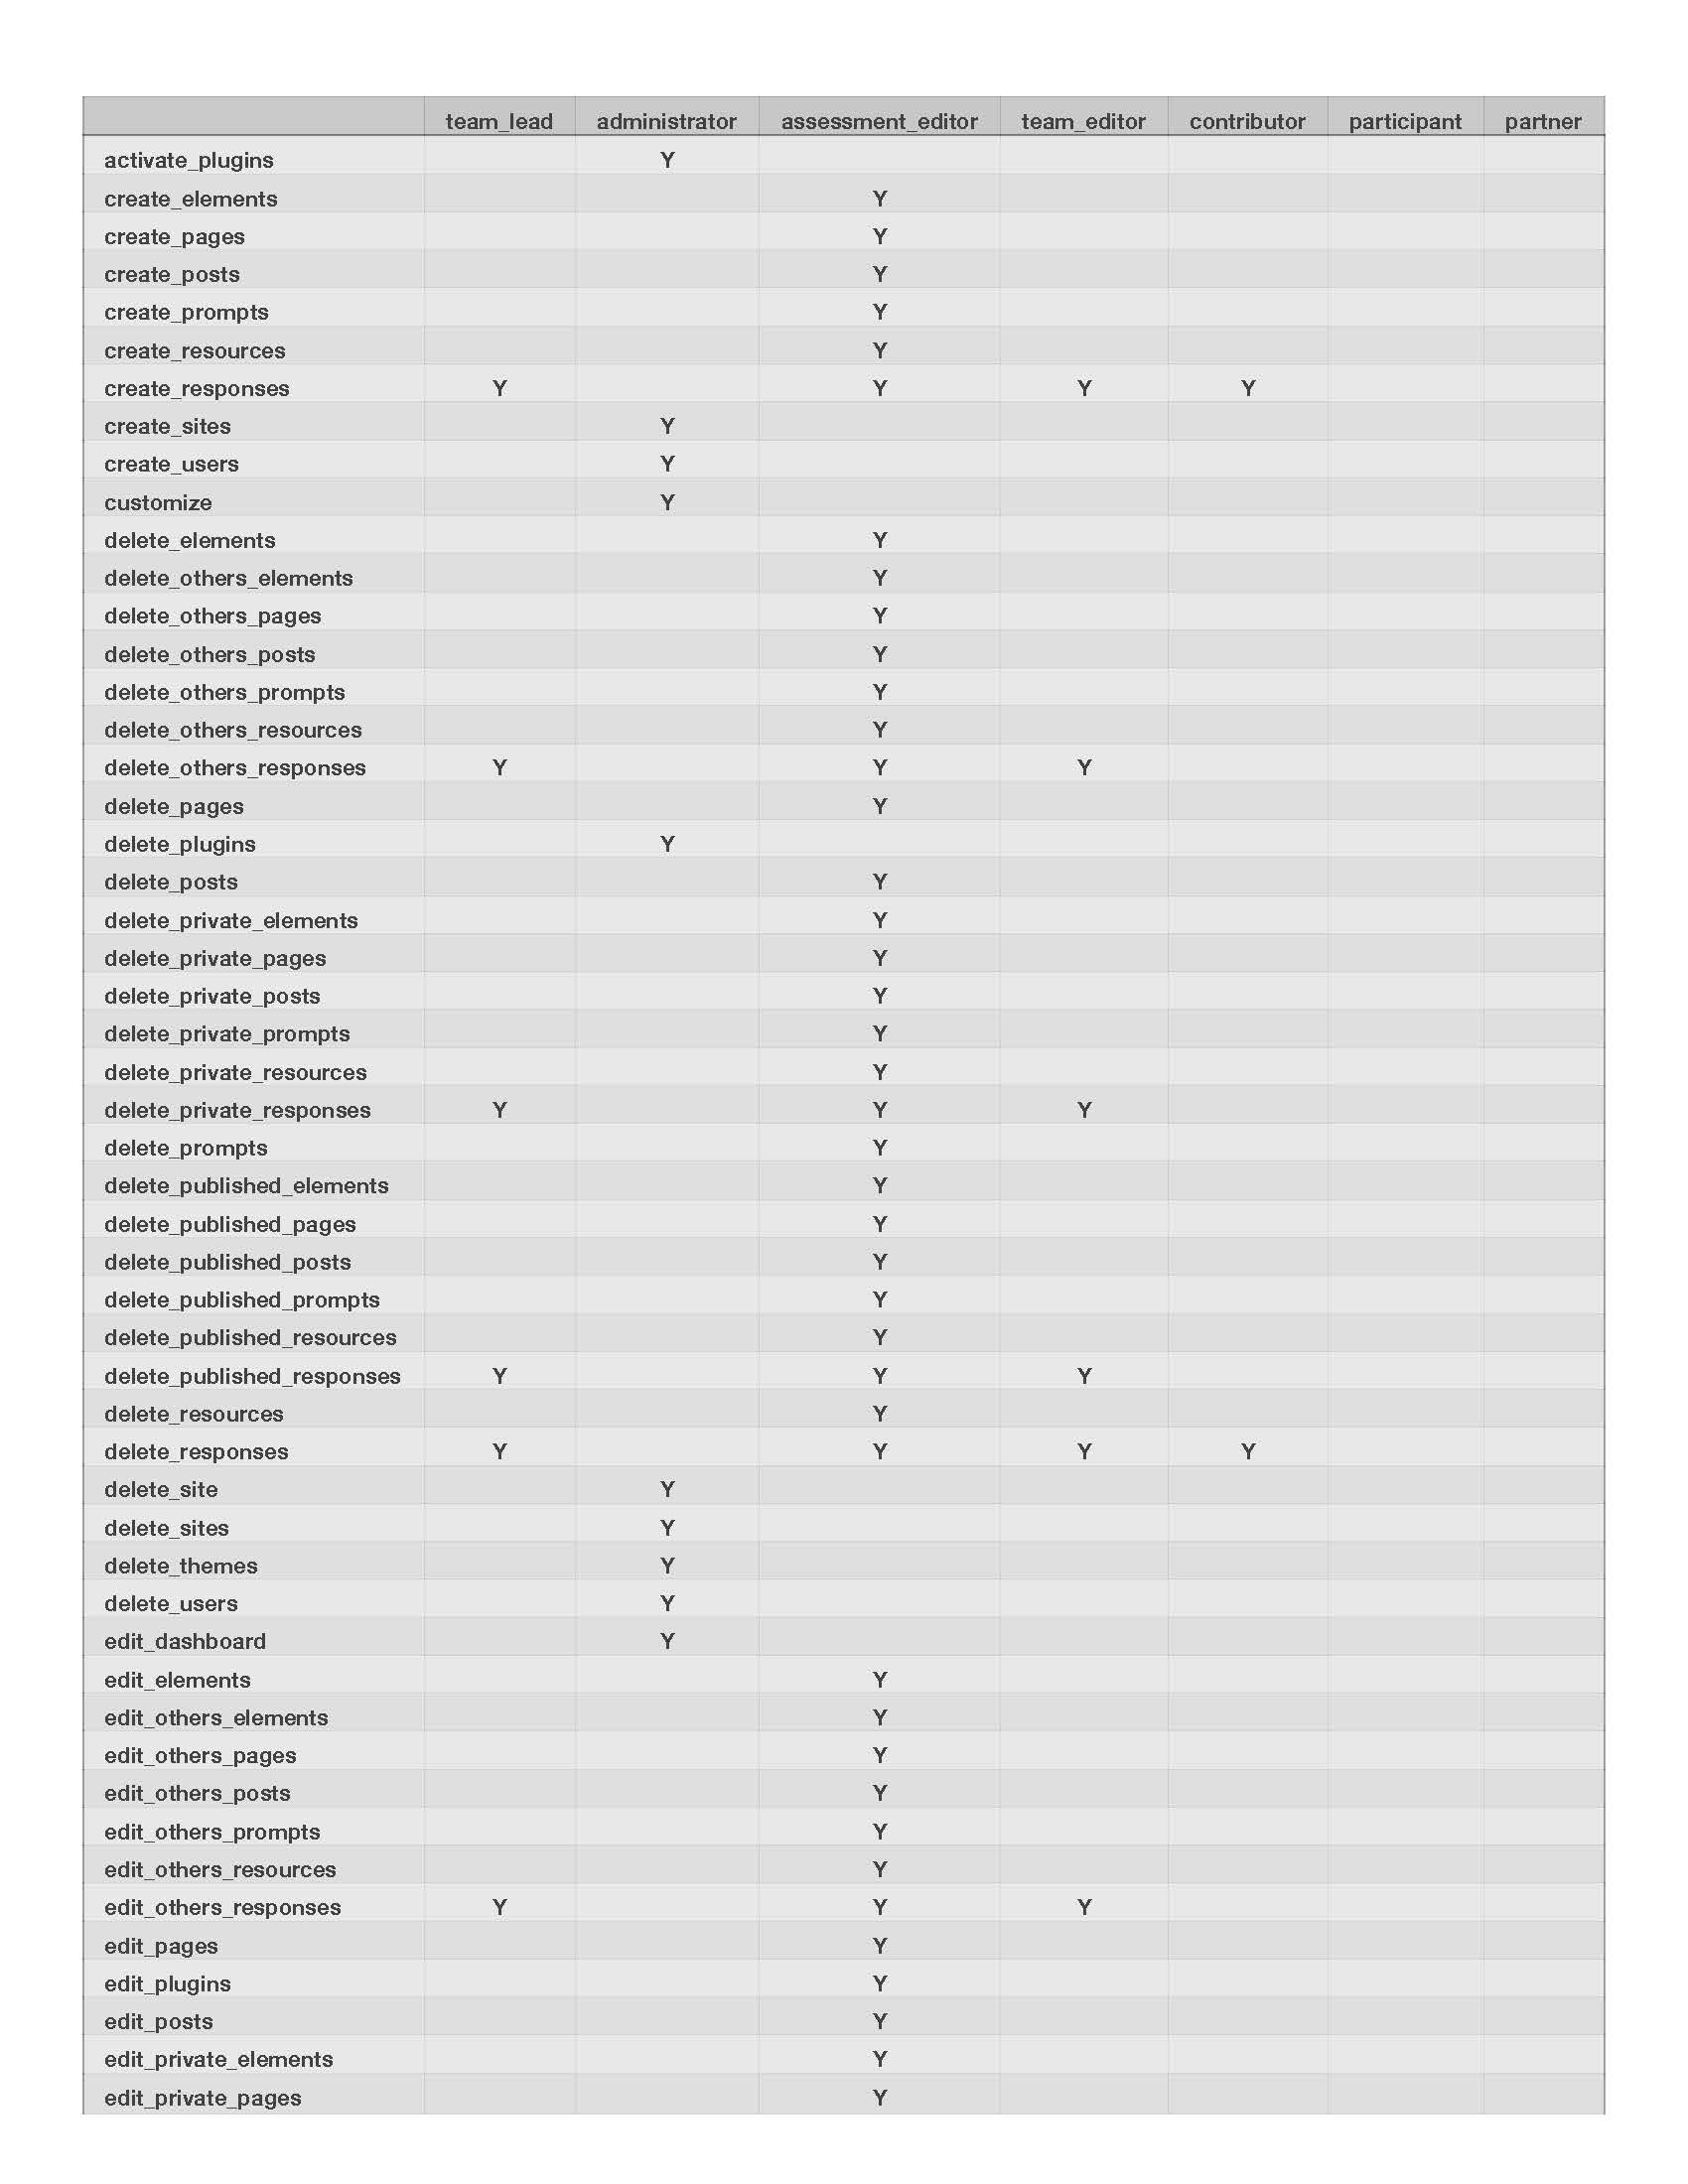 team_lead administrator assessment_editor team_editor contributor participant partner
activate_plugins Y
create_elements Y
create_pages Y
create_posts Y
create_prompts Y
create_resources Y
create_responses Y Y Y Y
create_sites Y
create_users Y
customize Y
delete_elements Y
delete_others_elements Y
delete_others_pages Y
delete_others_posts Y
delete_others_prompts Y
delete_others_resources Y
delete_others_responses Y Y Y
delete_pages Y
delete_plugins Y
delete_posts Y
delete_private_elements Y
delete_private_pages Y
delete_private_posts Y
delete_private_prompts Y
delete_private_resources Y
delete_private_responses Y Y Y
delete_prompts Y
delete_published_elements Y
delete_published_pages Y
delete_published_posts Y
delete_published_prompts Y
delete_published_resources Y
delete_published_responses Y Y Y
delete_resources Y
delete_responses Y Y Y Y
delete_site Y
delete_sites Y
delete_themes Y
delete_users Y
edit_dashboard Y
edit_elements Y
edit_others_elements Y
edit_others_pages Y
edit_others_posts Y
edit_others_prompts Y
edit_others_resources Y
edit_others_responses Y Y Y
edit_pages Y
edit_plugins Y
edit_posts Y
edit_private_elements Y
edit_private_pages Y